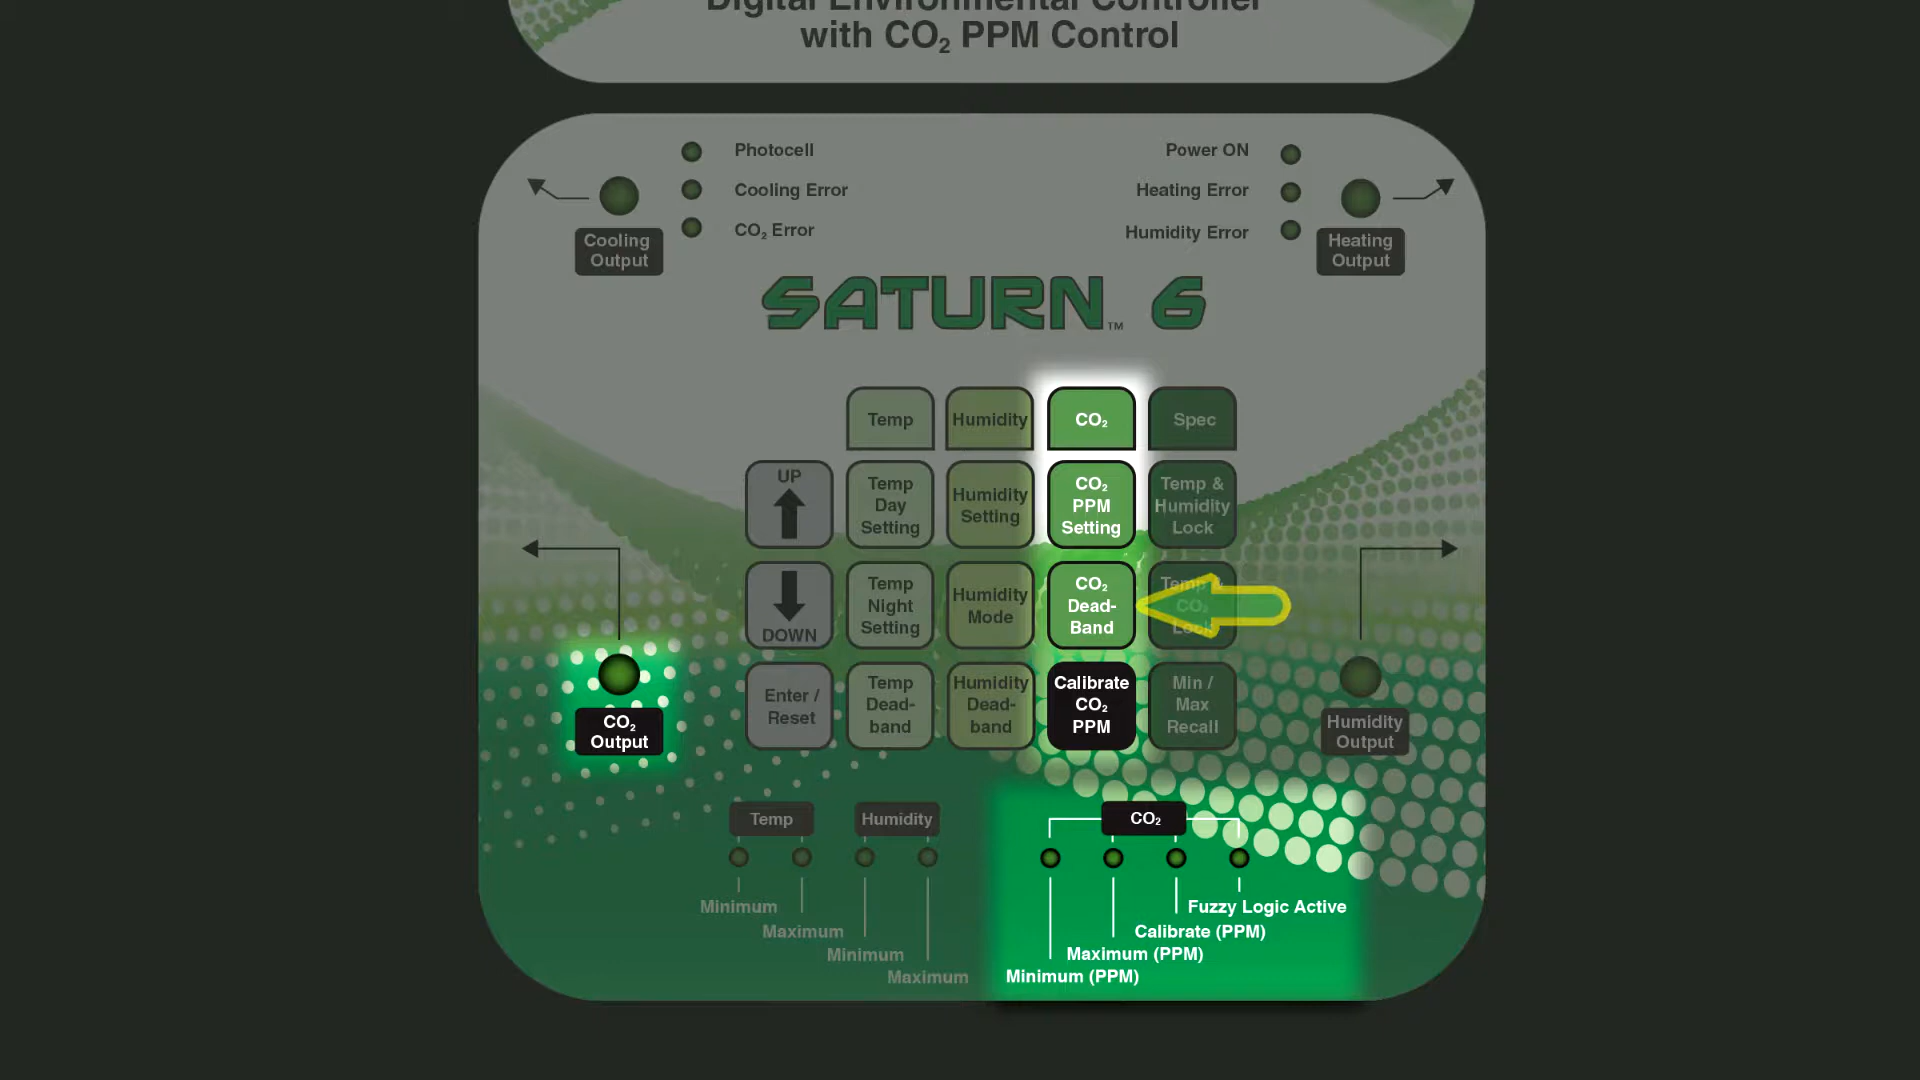 Digital Environmental Controller
with CO₂ PPM Control
Photocell
Power ON
Cooling Error
Heating Error
CO₂ Error
Humidity Error
Cooling
Output
Heating
Output
SATURN™ 6
Temp
Humidity
CO₂
Spec
UP
Temp
Day
Setting
Humidity
Setting
CO₂
PPM
Setting
Temp &
Humidity
Lock
DOWN
Temp
Night
Setting
Humidity
Mode
CO₂
Dead-
Band
Temp &
CO₂
Lock
Enter /
Reset
Temp
Dead-
band
Humidity
Dead-
band
Calibrate
CO₂
PPM
Min /
Max
Recall
CO₂
Output
Humidity
Output
Temp
Humidity
CO₂
Minimum
Maximum
Minimum
Maximum
Fuzzy Logic Active
Calibrate (PPM)
Maximum (PPM)
Minimum (PPM)